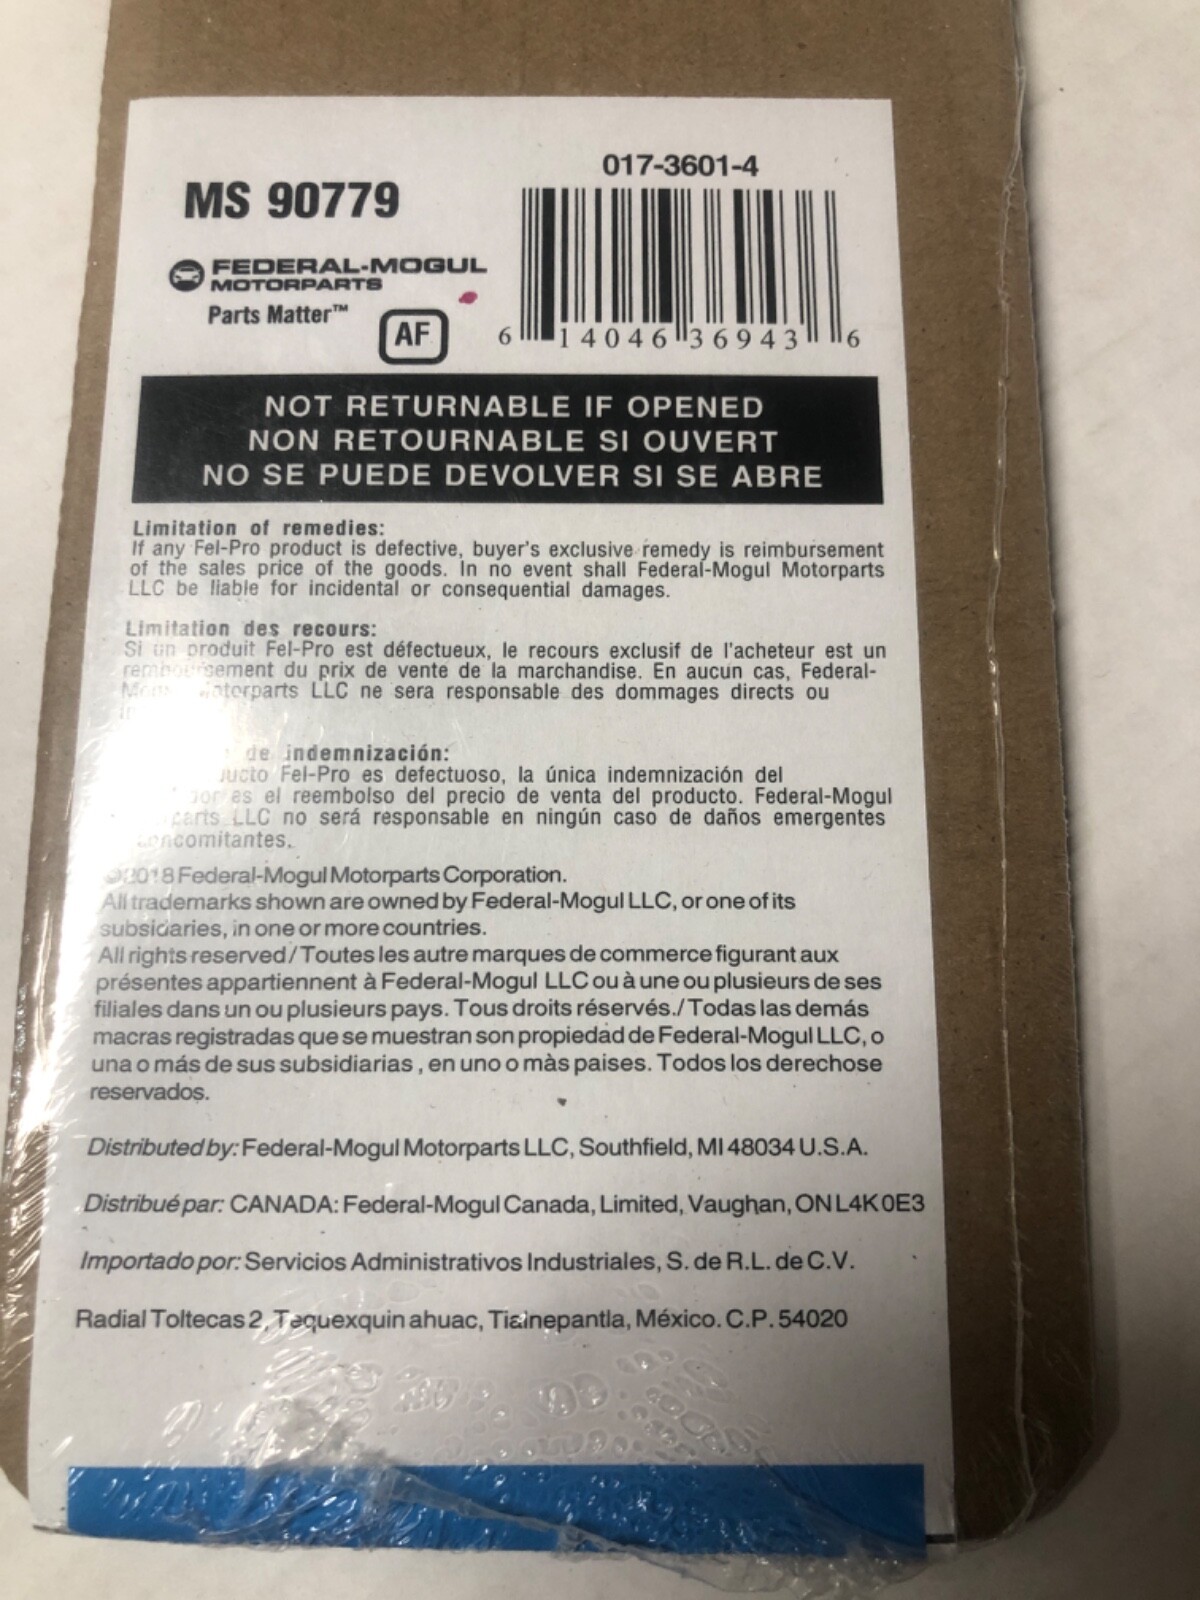 017-3601-4
MS 90779
FEDERAL-MOGUL
MOTORPARTS
Parts Matter™
AF
6 14046 36943 6
NOT RETURNABLE IF OPENED
NON RETOURNABLE SI OUVERT
NO SE PUEDE DEVOLVER SI SE ABRE
Limitation of remedies:
If any Fel-Pro product is defective, buyer's exclusive remedy is reimbursement
of the sales price of the goods. In no event shall Federal-Mogul Motorparts
LLC be liable for incidental or consequential damages.
Limitation des recours:
Si un produit Fel-Pro est défectueux, le recours exclusif de l'acheteur est un
remboursement du prix de vente de la marchandise. En aucun cas, Federal-
Motorparts LLC ne sera responsable des dommages directs ou
de indemnización:
Fel-Pro es defectuoso, la única indemnización del
es el reembolso del precio de venta del producto. Federal-Mogul
LLC no será responsable en ningún caso de daños emergentes
concomitantes.
©2018 Federal-Mogul Motorparts Corporation.
All trademarks shown are owned by Federal-Mogul LLC, or one of its
subsidaries, in one or more countries.
All rights reserved / Toutes les autre marques de commerce figurant aux
présentes appartiennent à Federal-Mogul LLC ou à une ou plusieurs de ses
filiales dans un ou plusieurs pays. Tous droits réservés./ Todas las demás
macras registradas que se muestran son propiedad de Federal-Mogul LLC, o
una o más de sus subsidiarias , en uno o màs paises. Todos los derechose
reservados.
Distributed by: Federal-Mogul Motorparts LLC, Southfield, MI 48034 U.S.A.
Distribué par: CANADA: Federal-Mogul Canada, Limited, Vaughan, ON L4K 0E3
Importado por: Servicios Administrativos Industriales, S. de R.L. de C.V.
Radial Toltecas 2, Tequexquin ahuac, Tialnepantla, México. C.P. 54020